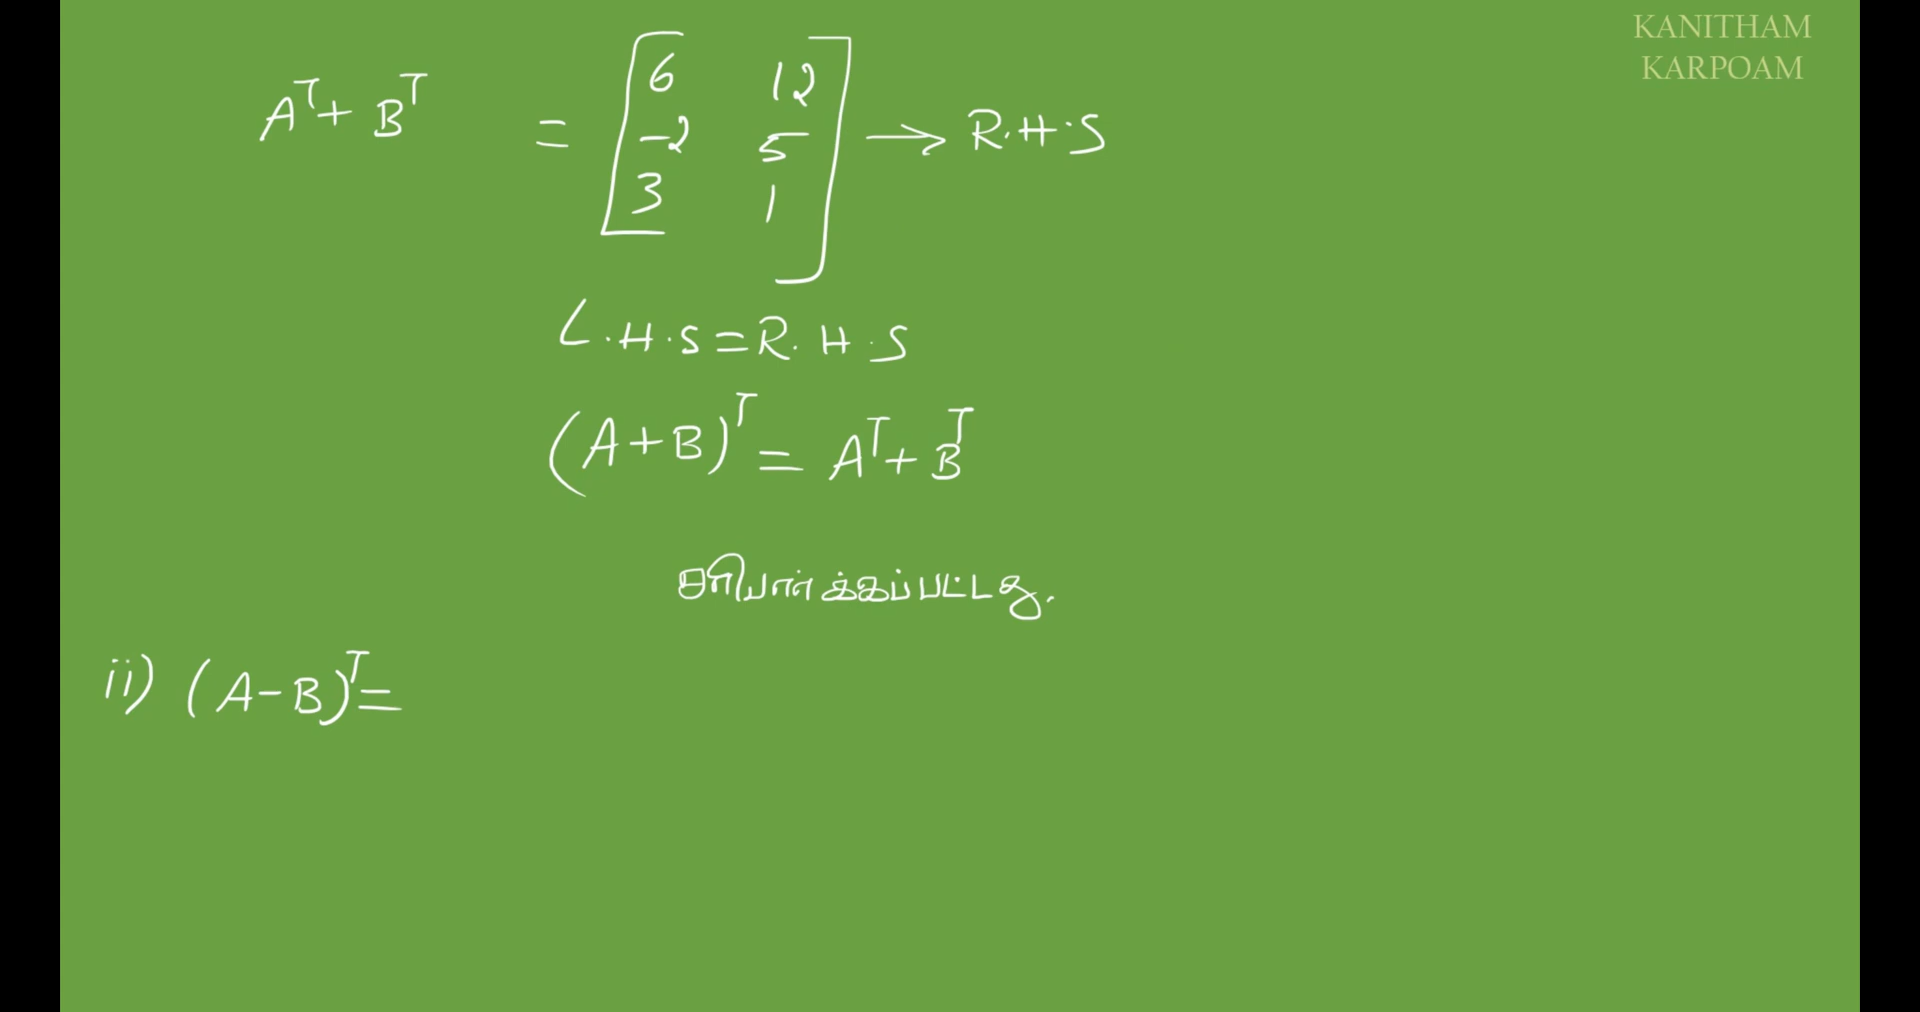 KANITHAM
KARPOAM
Aᵀ + Bᵀ = [6 12
-2 5
3 1] → R.H.S
L.H.S = R.H.S
(A+B)ᵀ = Aᵀ + Bᵀ
சரிபார்க்கப்பட்டது.
ii) (A-B)ᵀ =